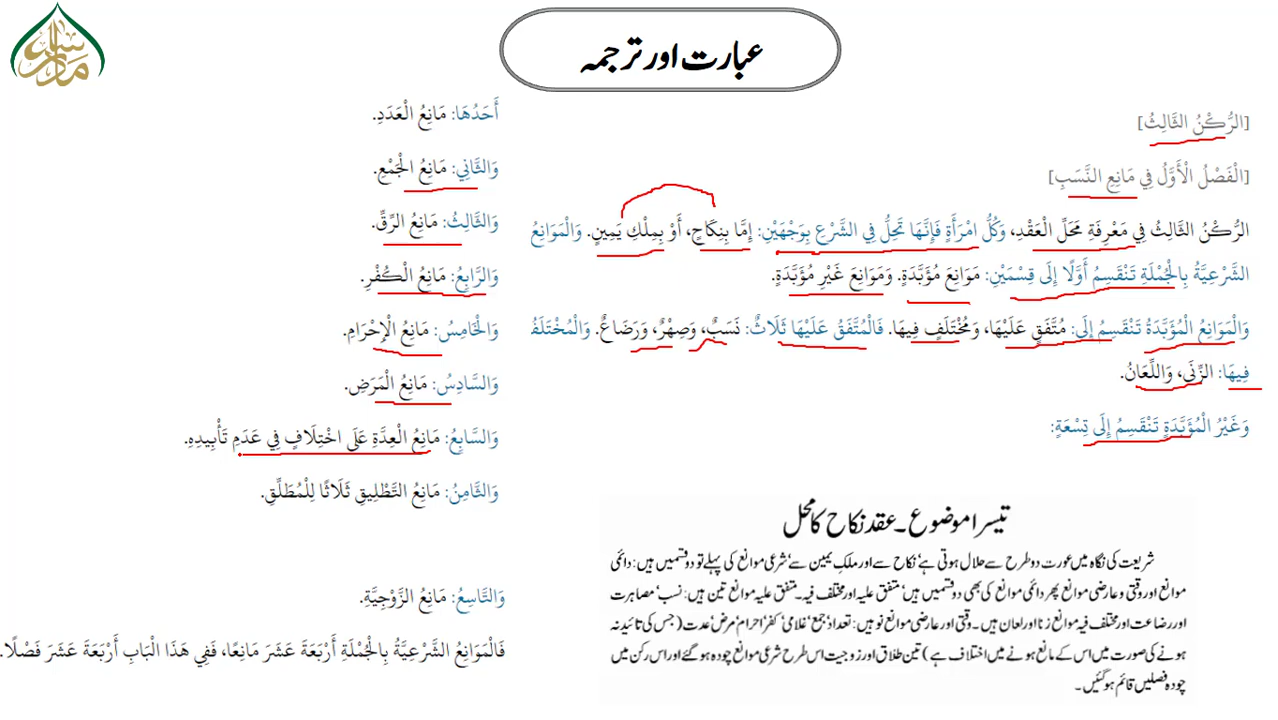 عبارت اور ترجمہ
[الرُّكْنُ الثَّالِثُ]
[الْفَصْلُ الْأَوَّلُ فِي مَانِعِ النَّسَبِ]
الرُّكْنُ الثَّالِثُ فِي مَعْرِفَةِ مَحَلِّ الْعَقْدِ، وَكُلُّ امْرَأَةٍ فَإِنَّهَا تَحِلُّ فِي الشَّرْعِ بِوَجْهَيْنِ: إِمَّا بِنِكَاحٍ، أَوْ بِمِلْكِ يَمِينٍ. وَالْمَوَانِعُ
الشَّرْعِيَّةُ بِالْجُمْلَةِ تَنْقَسِمُ أَوَّلًا إِلَى قِسْمَيْنِ: مَوَانِعَ مُؤَبَّدَةٍ. وَمَوَانِعَ غَيْرِ مُؤَبَّدَةٍ.
وَالْمَوَانِعُ الْمُؤَبَّدَةُ تَنْقَسِمُ إِلَى: مُتَّفَقٍ عَلَيْهَا، وَمُخْتَلَفٍ فِيهَا. فَالْمُتَّفَقُ عَلَيْهَا ثَلَاثٌ: نَسَبٌ، وَصِهْرٌ، وَرَضَاعٌ. وَالْمُخْتَلَفُ
فِيهَا: الزِّنَى، وَاللِّعَانُ.
وَغَيْرُ الْمُؤَبَّدَةِ تَنْقَسِمُ إِلَى تِسْعَةٍ:
أَحَدُهَا: مَانِعُ الْعَدَدِ.
وَالثَّانِي: مَانِعُ الْجَمْعِ.
وَالثَّالِثُ: مَانِعُ الرِّقِّ.
وَالرَّابِعُ: مَانِعُ الْكُفْرِ.
وَالْخَامِسُ: مَانِعُ الْإِحْرَامِ.
وَالسَّادِسُ: مَانِعُ الْمَرَضِ.
وَالسَّابِعُ: مَانِعُ الْعِدَّةِ عَلَى اخْتِلَافٍ فِي عَدَمِ تَأْبِيدِهِ.
وَالثَّامِنُ: مَانِعُ التَّطْلِيقِ ثَلَاثًا لِلْمُطَلِّقِ.
وَالتَّاسِعُ: مَانِعُ الزَّوْجِيَّةِ.
فَالْمَوَانِعُ الشَّرْعِيَّةُ بِالْجُمْلَةِ أَرْبَعَةَ عَشَرَ مَانِعًا، فَفِي هَذَا الْبَابِ أَرْبَعَةَ عَشَرَ فَصْلًا.
تیسرا موضوع۔ عقد نکاح کا محل
شریعت کی نگاہ میں عورت دو طرح سے حلال ہوتی ہے' نکاح سے اور ملک یمین سے' شرعی موانع کی پہلے تو دو قسمیں ہیں: دائمی
موانع اور وقتی و عارضی موانع پھر دائمی موانع کی بھی دو قسمیں ہیں' متفق علیہ اور مختلف فیہ۔ متفق علیہ موانع تین ہیں: نسب' مصاہرت
اور رضاعت اور مختلف فیہ موانع زنا اور لعان ہیں۔ وقتی اور عارضی موانع نو ہیں: تعداد' جمع' غلامی' کفر' احرام' مرض' عدت (جس کی تائید نہ
ہونے کی صورت میں اس کے مانع ہونے میں اختلاف ہے) تین طلاق اور زوجیت اس طرح شرعی موانع چودہ ہو گئے اور اس رکن میں
چودہ فصلیں قائم ہو گئیں۔